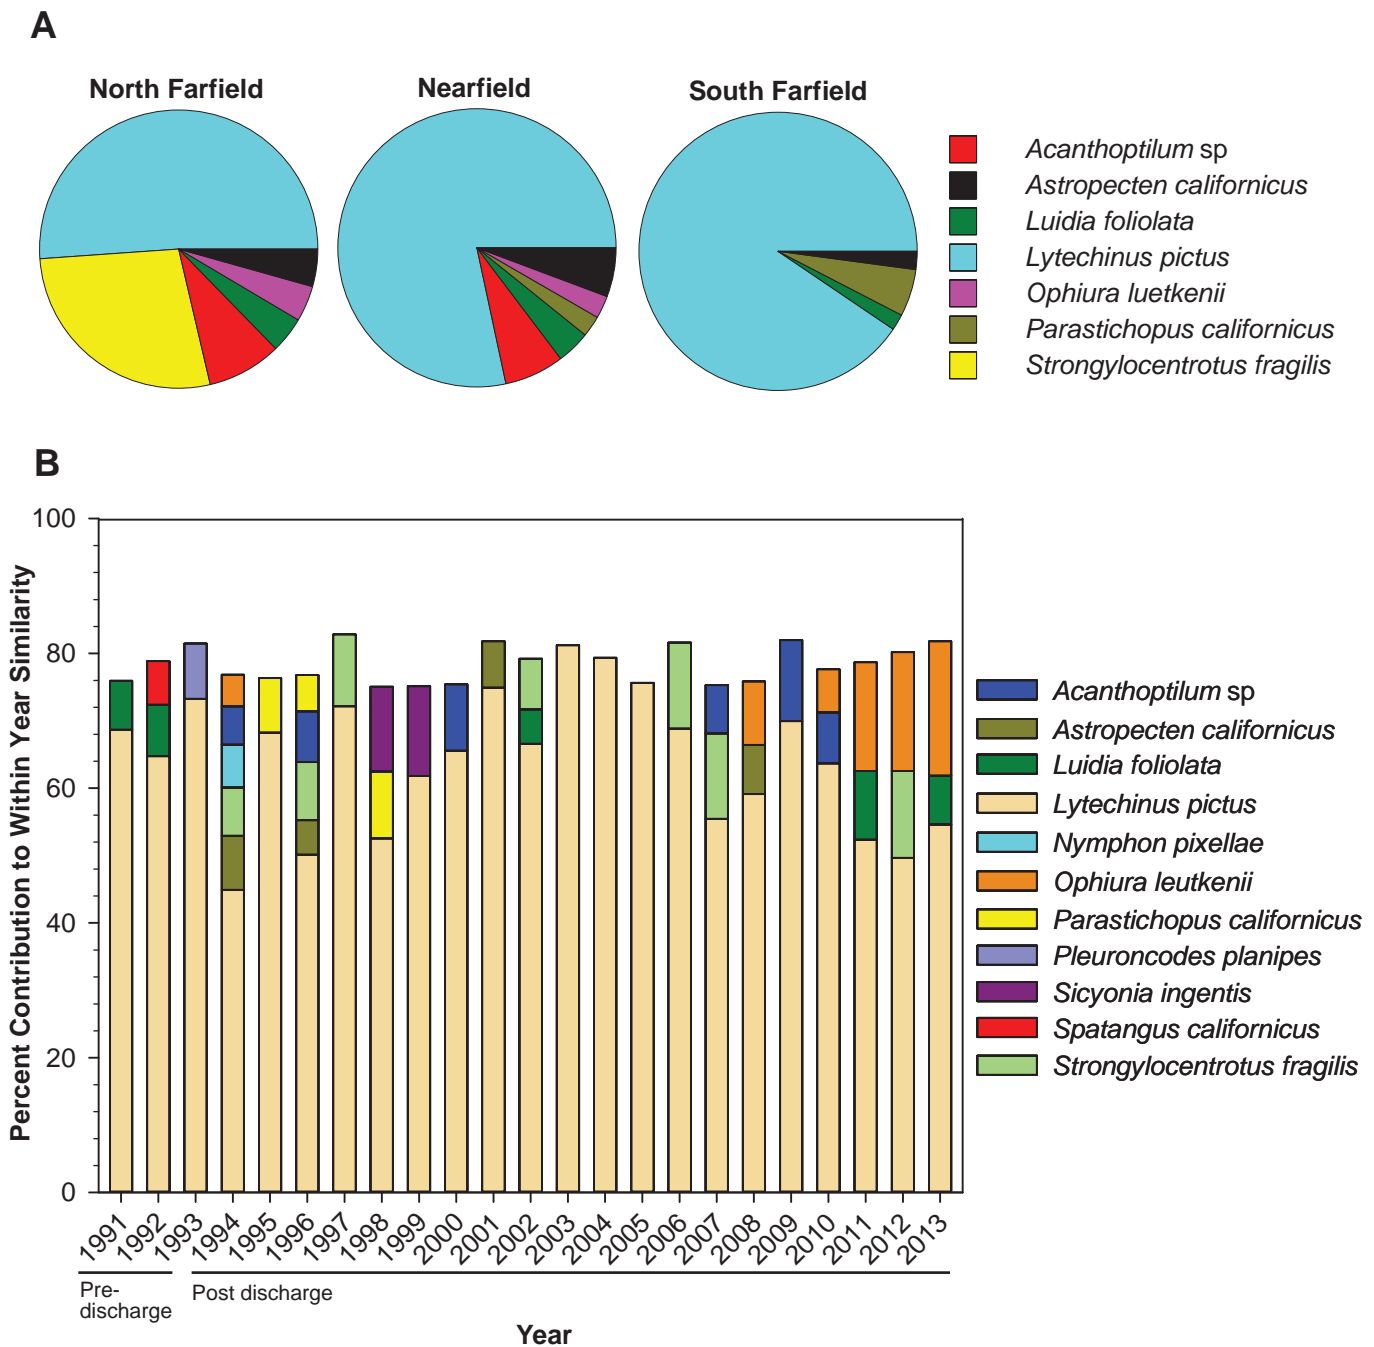 A
North Farfield
Nearfield
South Farfield
Acanthoptilum sp
Astropecten californicus
Luidia foliolata
Lytechinus pictus
Ophiura luetkenii
Parastichopus californicus
Strongylocentrotus fragilis
B
Percent Contribution to Within Year Similarity
100
80
60
40
20
0
Acanthoptilum sp
Astropecten californicus
Luidia foliolata
Lytechinus pictus
Nymphon pixellae
Ophiura leutkenii
Parastichopus californicus
Pleuroncodes planipes
Sicyonia ingentis
Spatangus californicus
Strongylocentrotus fragilis
1991
1992
1993
1994
1995
1996
1997
1998
1999
2000
2001
2002
2003
2004
2005
2006
2007
2008
2009
2010
2011
2012
2013
Pre-
discharge
Post discharge
Year